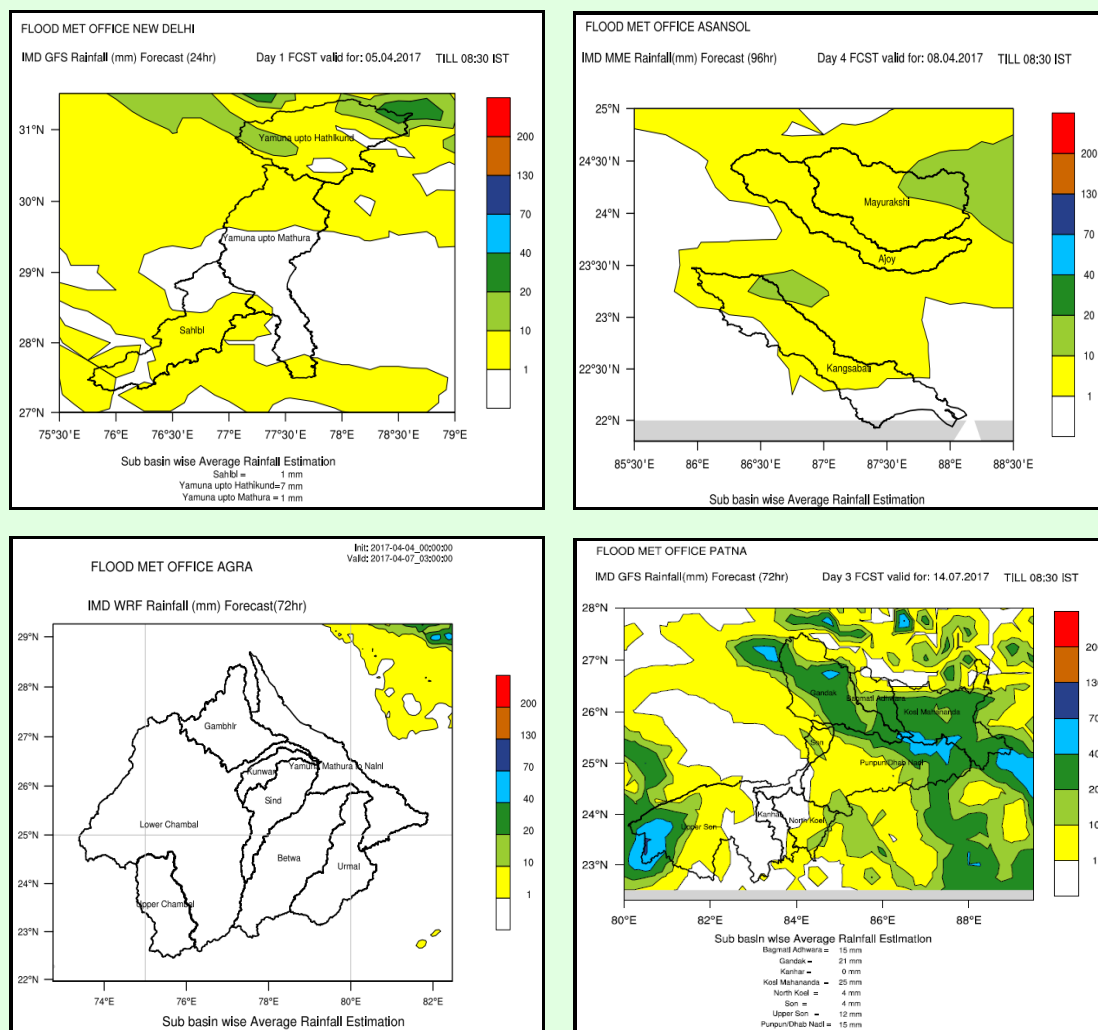 FLOOD MET OFFICE NEW DELHI
IMD GFS Rainfall (mm) Forecast (24hr) Day 1 FCST valid for: 05.04.2017 TILL 08:30 IST
31°N
30°N
29°N
28°N
27°N
Yamuna upto Hathikund
Yamuna upto Mathura
Sahibi
75°30'E 76°E 76°30'E 77°E 77°30'E 78°E 78°30'E 79°E
200
130
70
40
20
10
1
Sub basin wise Average Rainfall Estimation
Sahibi = 1 mm
Yamuna upto Hathikund=7 mm
Yamuna upto Mathura = 1 mm
FLOOD MET OFFICE ASANSOL
IMD MME Rainfall(mm) Forecast (96hr) Day 4 FCST valid for: 08.04.2017 TILL 08:30 IST
25°N
24°30'N
24°N
23°30'N
23°N
22°30'N
22°N
Mayurakshi
Ajoy
Kangsabati
85°30'E 86°E 86°30'E 87°E 87°30'E 88°E 88°30'E
200
130
70
40
20
10
1
Sub basin wise Average Rainfall Estimation
Init: 2017-04-04_00:00:00
Valid: 2017-04-07_03:00:00
FLOOD MET OFFICE AGRA
IMD WRF Rainfall (mm) Forecast(72hr)
29°N
28°N
27°N
26°N
25°N
24°N
23°N
22°N
Gambhir
Kunwari
Yamuna Mathura to Naini
Sind
Lower Chambal
Betwa
Urmal
Upper Chambal
74°E 76°E 78°E 80°E 82°E
200
130
70
40
20
10
1
Sub basin wise Average Rainfall Estimation
FLOOD MET OFFICE PATNA
IMD GFS Rainfall(mm) Forecast (72hr) Day 3 FCST valid for: 14.07.2017 TILL 08:30 IST
28°N
27°N
26°N
25°N
24°N
23°N
Gandak
Bagmati Adhwara
Kosi Mahananda
Son
Punpun/Dhab Nadi
Kanhar
North Koel
Upper Son
80°E 82°E 84°E 86°E 88°E
20
13
70
40
20
10
1
Sub basin wise Average Rainfall Estimation
Bagmati Adhwara = 15 mm
Gandak = 21 mm
Kanhar = 0 mm
Kosi Mahananda = 25 mm
North Koel = 4 mm
Son = 4 mm
Upper Son = 12 mm
Punpun/Dhab Nadi = 15 mm